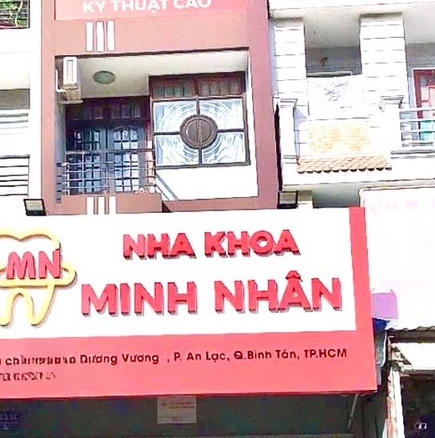 KỸ THUẬT CAO
MN
NHA KHOA
MINH NHÂN
Dương Vương , P. An Lạc, Q.Bình Tân, TP.HCM